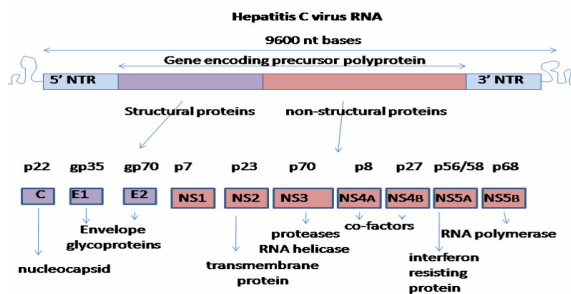 Hepatitis C virus RNA
9600 nt bases
Gene encoding precursor polyprotein
5' NTR
3' NTR
Structural proteins
non-structural proteins
p22 gp35 gp70 p7 p23 p70 p8 p27 p56/58 p68
C E1 E2 NS1 NS2 NS3 NS4A NS4B NS5A NS5B
Envelope
glycoproteins
nucleocapsid
transmembrane
protein
proteases
RNA helicase
co-factors
interferon
resisting
protein
RNA polymerase